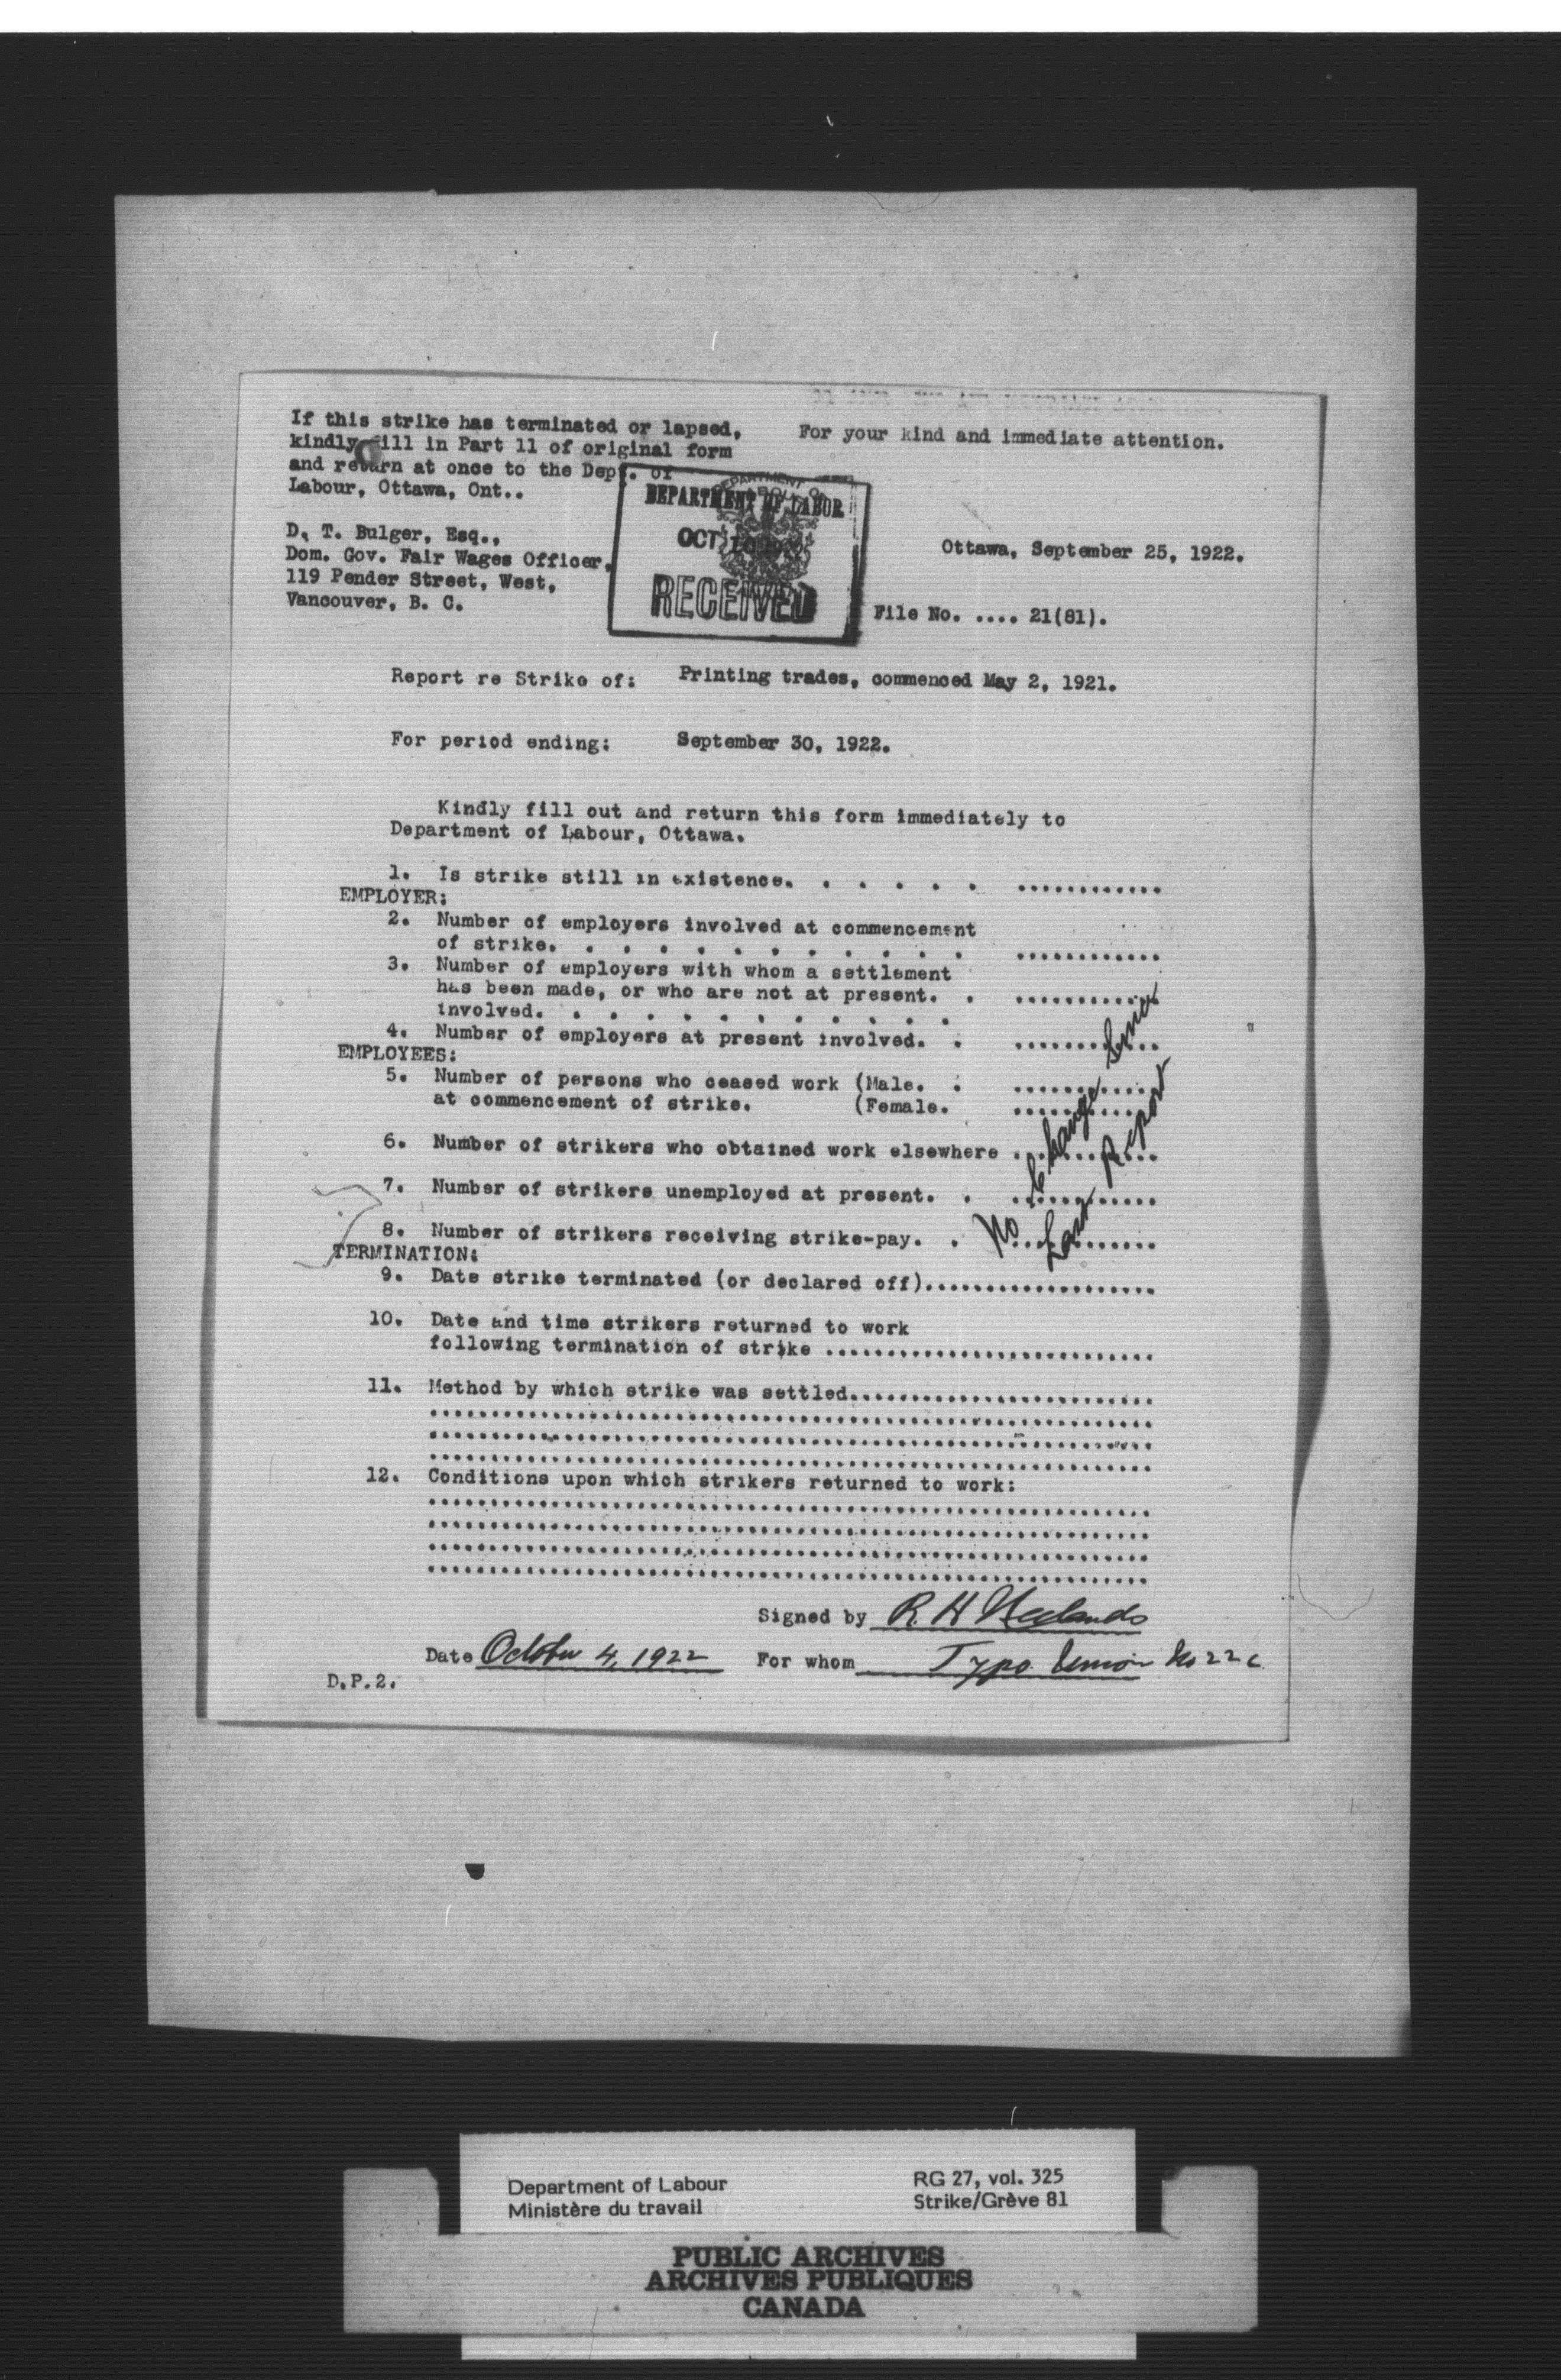 If this strike has terminated or lapsed,
kindly fill in Part 11 of original form
and return at once to the Dept. of
Labour, Ottawa, Ont..
For your kind and immediate attention.
DEPARTMENT OF LABOR
OCT
RECEIVED
D. T. Bulger, Esq.,
Dom. Gov. Fair Wages Officer,
119 Pender Street, West,
Vancouver, B. C.
Ottawa, September 25, 1922.
File No. .... 21(81).
Report re Strike of: Printing trades, commenced May 2, 1921.
For period ending: September 30, 1922.
Kindly fill out and return this form immediately to
Department of Labour, Ottawa.
1. Is strike still in existence. . . . . . ............
EMPLOYER:
2. Number of employers involved at commencement
of strike. . . . . . . . . . . . ............
3. Number of employers with whom a settlement
has been made, or who are not at present. . ............
involved. . . . . . . . . . . .
4. Number of employers at present involved. . ............
EMPLOYEES:
5. Number of persons who ceased work (Male. . ............
at commencement of strike. (Female. ............
6. Number of strikers who obtained work elsewhere ............
7. Number of strikers unemployed at present. . ............
8. Number of strikers receiving strike-pay. . ............
No Change Since
Last Report
TERMINATION:
9. Date strike terminated (or declared off)...................
10. Date and time strikers returned to work
following termination of strike ...........................
11. Method by which strike was settled.........................
12. Conditions upon which strikers returned to work:
Signed by R. H Neelands
Date October 4, 1922 For whom Typo. Union No 226
D.P.2.
Department of Labour
Ministère du travail
RG 27, vol. 325
Strike/Grève 81
PUBLIC ARCHIVES
ARCHIVES PUBLIQUES
CANADA